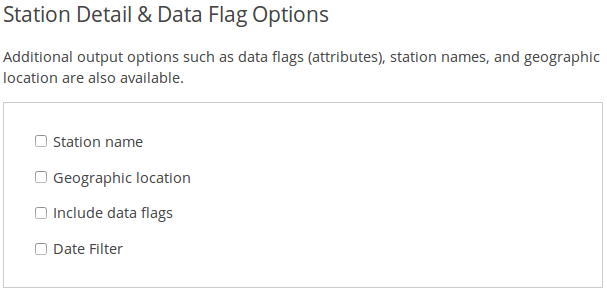 Station Detail & Data Flag Options
Additional output options such as data flags (attributes), station names, and geographic
location are also available.
Station name
Geographic location
Include data flags
Date Filter